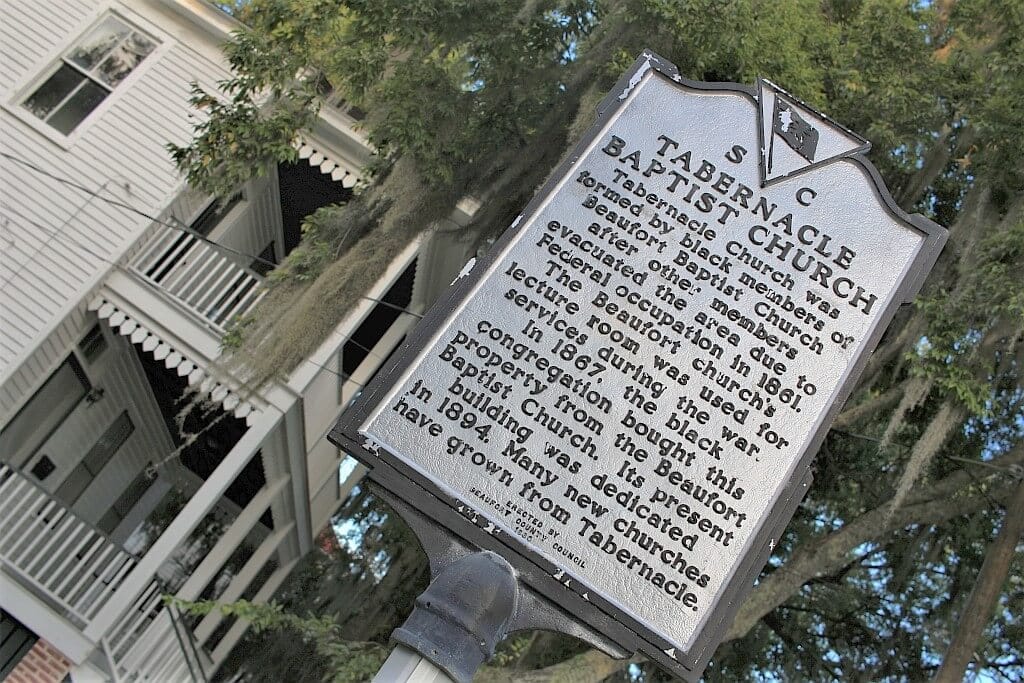 S C
TABERNACLE
BAPTIST CHURCH
Tabernacle Church was
formed by black members of
Beaufort Baptist Church
after other members
evacuated the area due to
Federal occupation in 1861.
The Beaufort church's
lecture room was used for
services during the war.
In 1867, the black
congregation bought this
property from the Beaufort
Baptist Church. Its present
building was dedicated
in 1894. Many new churches
have grown from Tabernacle.
ERECTED BY
BEAUFORT COUNTY COUNCIL